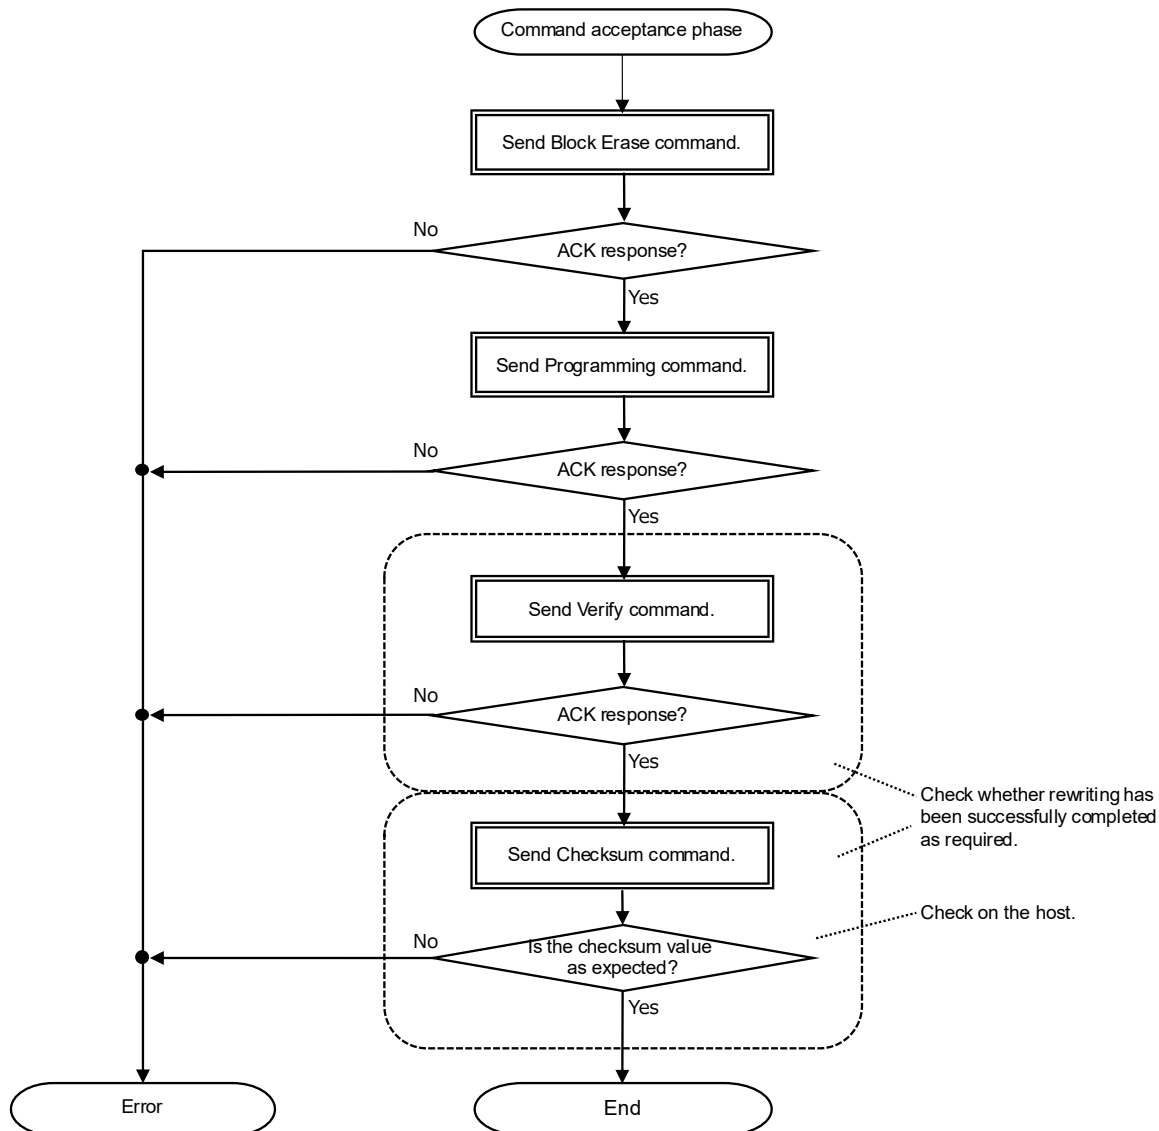 Command acceptance phase
Send Block Erase command.
No
ACK response?
Yes
Send Programming command.
No
ACK response?
Yes
Send Verify command.
No
ACK response?
Yes
Check whether rewriting has
been successfully completed
as required.
Send Checksum command.
Check on the host.
No
Is the checksum value
as expected?
Yes
Error
End